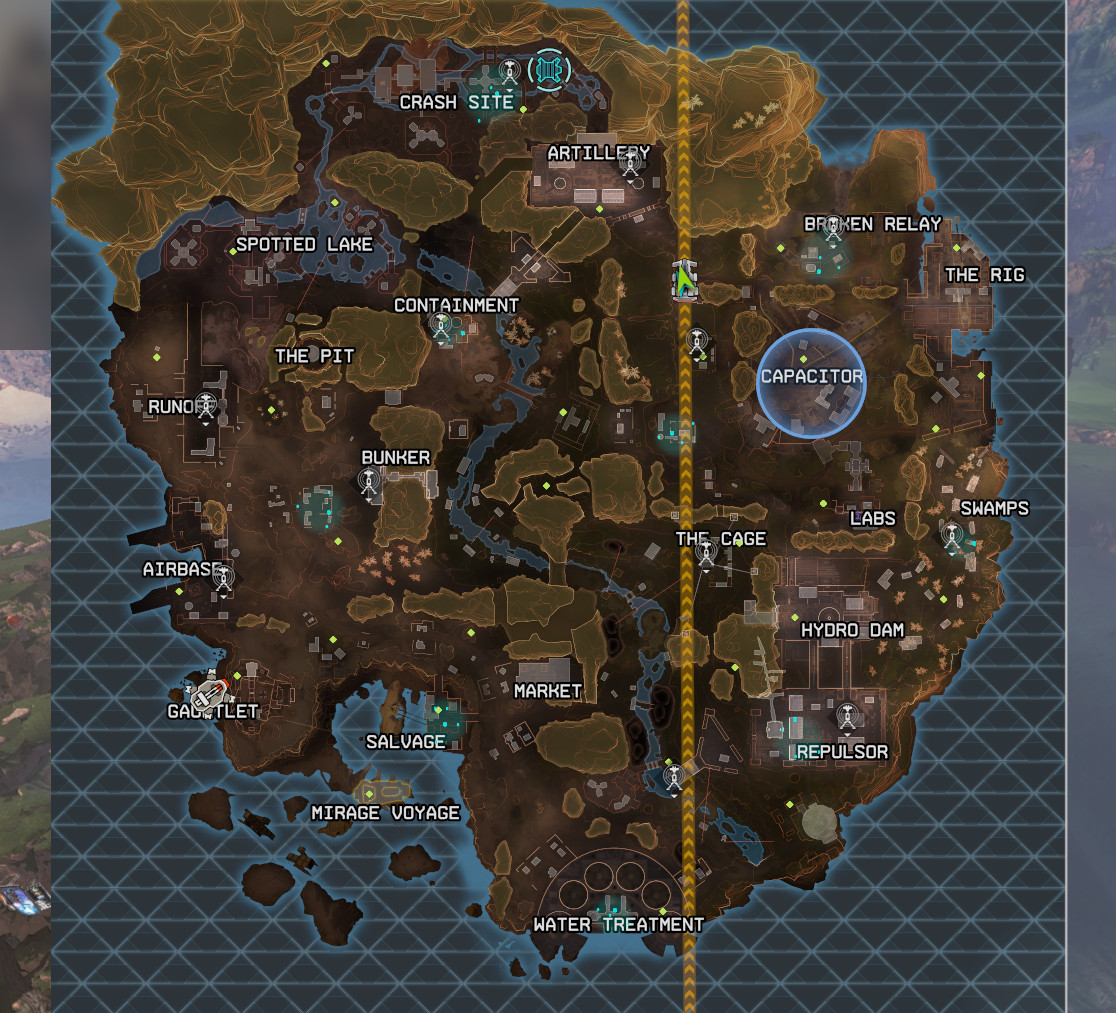 CRASH SITE
ARTILLERY
BROKEN RELAY
SPOTTED LAKE
THE RIG
CONTAINMENT
THE PIT
CAPACITOR
RUNOFF
BUNKER
SWAMPS
LABS
THE CAGE
AIRBASE
HYDRO DAM
MARKET
GAUNTLET
SALVAGE
REPULSOR
MIRAGE VOYAGE
WATER TREATMENT